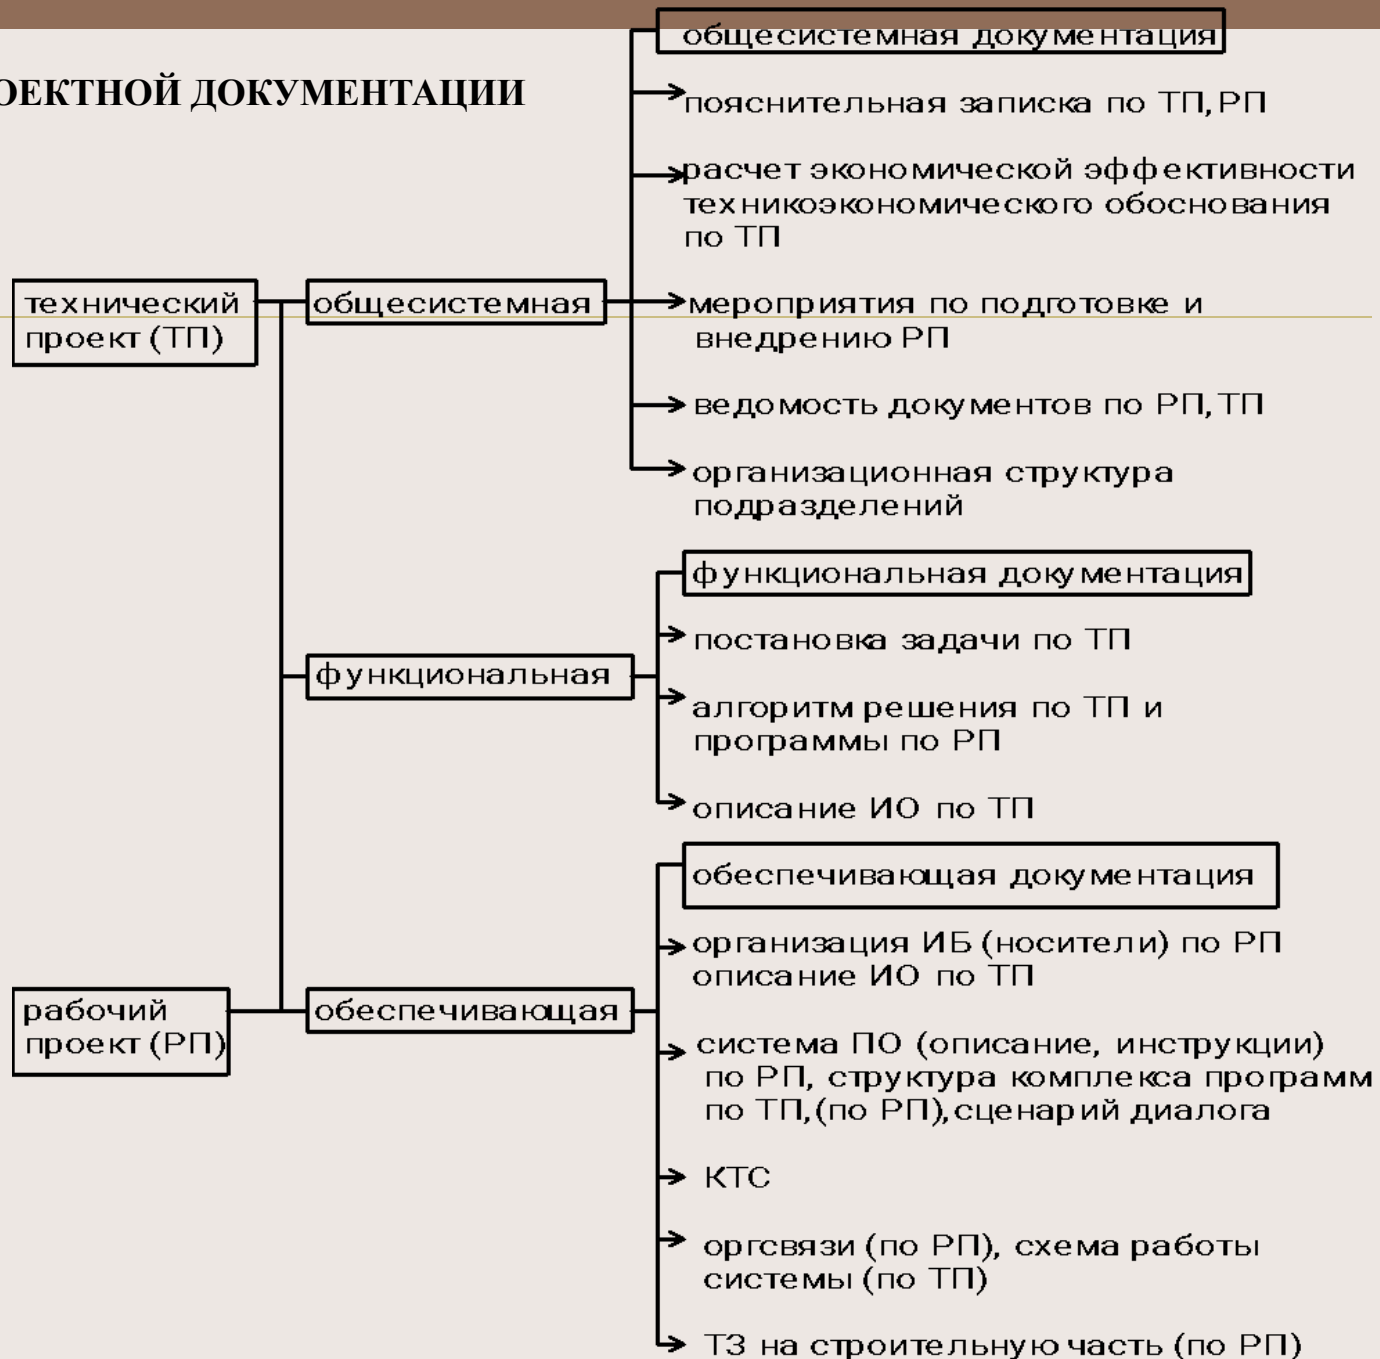 ДОКУМЕНТАЦИИ
технический
проект (ТП)
рабочий
проект (РП)
общесистемная
функциональная
обеспечивающая
общесистемная документация
пояснительная записка по ТП, РП
расчет экономической эффективности
техникоэкономического обоснования
по ТП
мероприятия по подготовке и
внедрению РП
ведомость документов по РП, ТП
организационная структура
подразделений
функциональная документация
постановка задачи по ТП
алгоритм решения по ТП и
программы по РП
описание ИО по ТП
обеспечивающая документация
организация ИБ (носители) по РП
описание ИО по ТП
система ПО (описание, инструкции)
по РП, структура комплекса программ
по ТП, (по РП), сценарий диалога
КТС
оргсвязи (по РП), схема работы
системы (по ТП)
ТЗ на строительную часть (по РП)